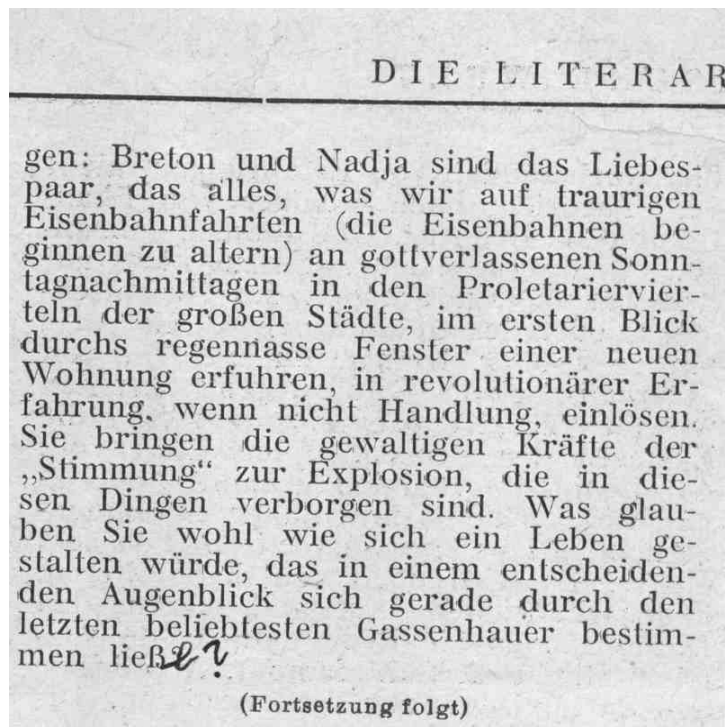 DIE LITERAR
gen: Breton und Nadja sind das Liebes-
paar, das alles, was wir auf traurigen
Eisenbahnfahrten (die Eisenbahnen be-
ginnen zu altern) an gottverlassenen Sonn-
tagnachmittagen in den Proletariervier-
teln der großen Städte, im ersten Blick
durchs regennasse Fenster einer neuen
Wohnung erfuhren, in revolutionärer Er-
fahrung, wenn nicht Handlung, einlösen.
Sie bringen die gewaltigen Kräfte der
„Stimmung“ zur Explosion, die in die-
sen Dingen verborgen sind. Was glau-
ben Sie wohl wie sich ein Leben ge-
stalten würde, das in einem entscheiden-
den Augenblick sich gerade durch den
letzten beliebtesten Gassenhauer bestim-
men ließe?
(Fortsetzung folgt)